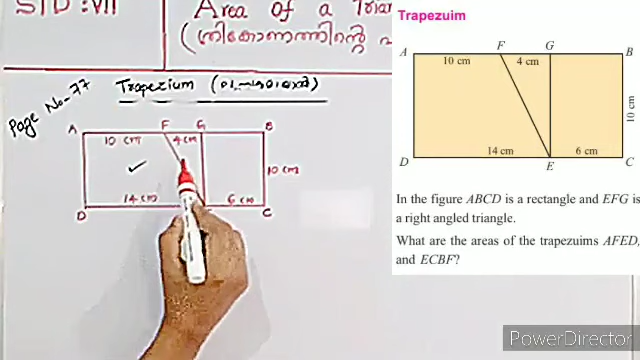 STD : VII
Area of a Trian
(ത്രികോണത്തിന്റെ പ
Page No-77
Trapezium
A F G B
10 cm 4 cm
10 cm
14 cm 6 cm
D C
Trapezuim
A F G B
10 cm 4 cm
10 cm
14 cm 6 cm
D E C
In the figure ABCD is a rectangle and EFG is
a right angled triangle.
What are the areas of the trapezuims AFED,
and ECBF?
PowerDirector